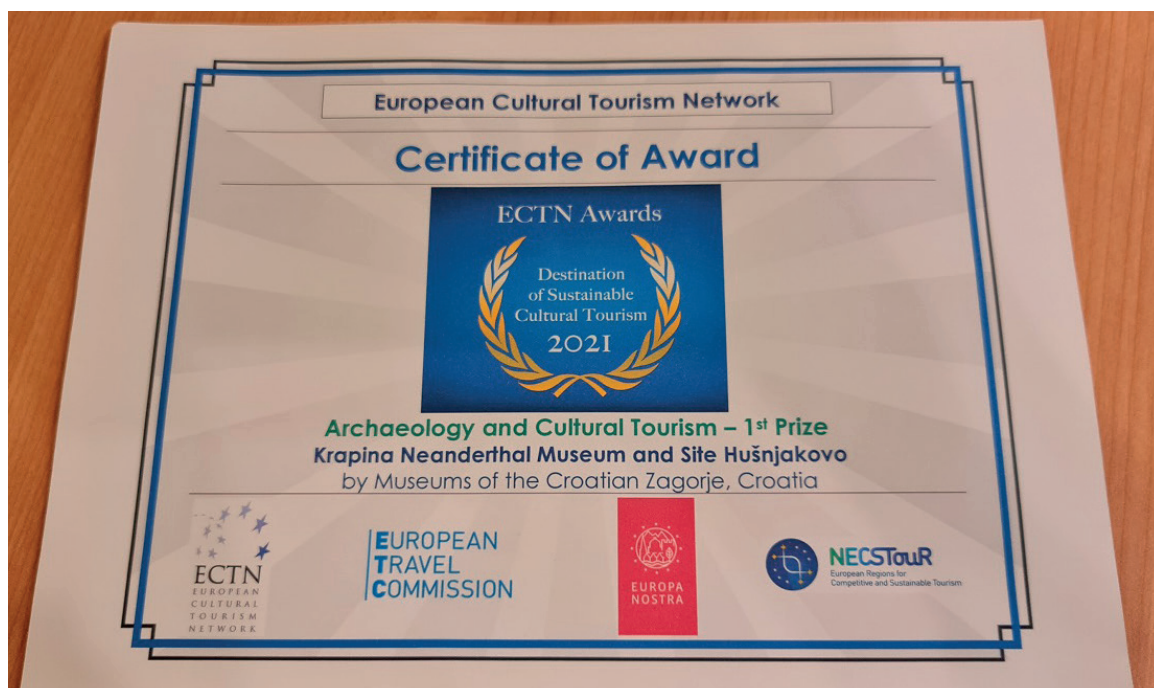 European Cultural Tourism Network
Certificate of Award
ECTN Awards
Destination
of Sustainable
Cultural Tourism
2021
Archaeology and Cultural Tourism – 1st Prize
Krapina Neanderthal Museum and Site Hušnjakovo
by Museums of the Croatian Zagorje, Croatia
ECTN
EUROPEAN
CULTURAL
TOURISM
NETWORK
EUROPEAN
TRAVEL
COMMISSION
EUROPA
NOSTRA
NECSTouR
European Regions for
Competitive and Sustainable Tourism